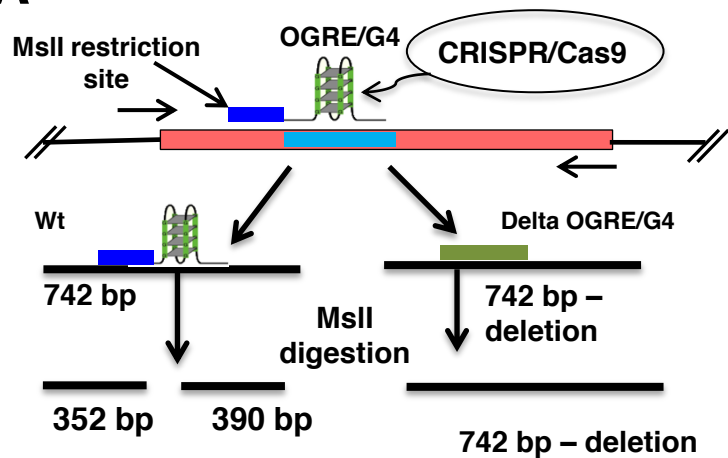 MslI restriction
site
OGRE/G4
CRISPR/Cas9
Wt
Delta OGRE/G4
742 bp
742 bp –
deletion
MslI
digestion
352 bp
390 bp
742 bp – deletion